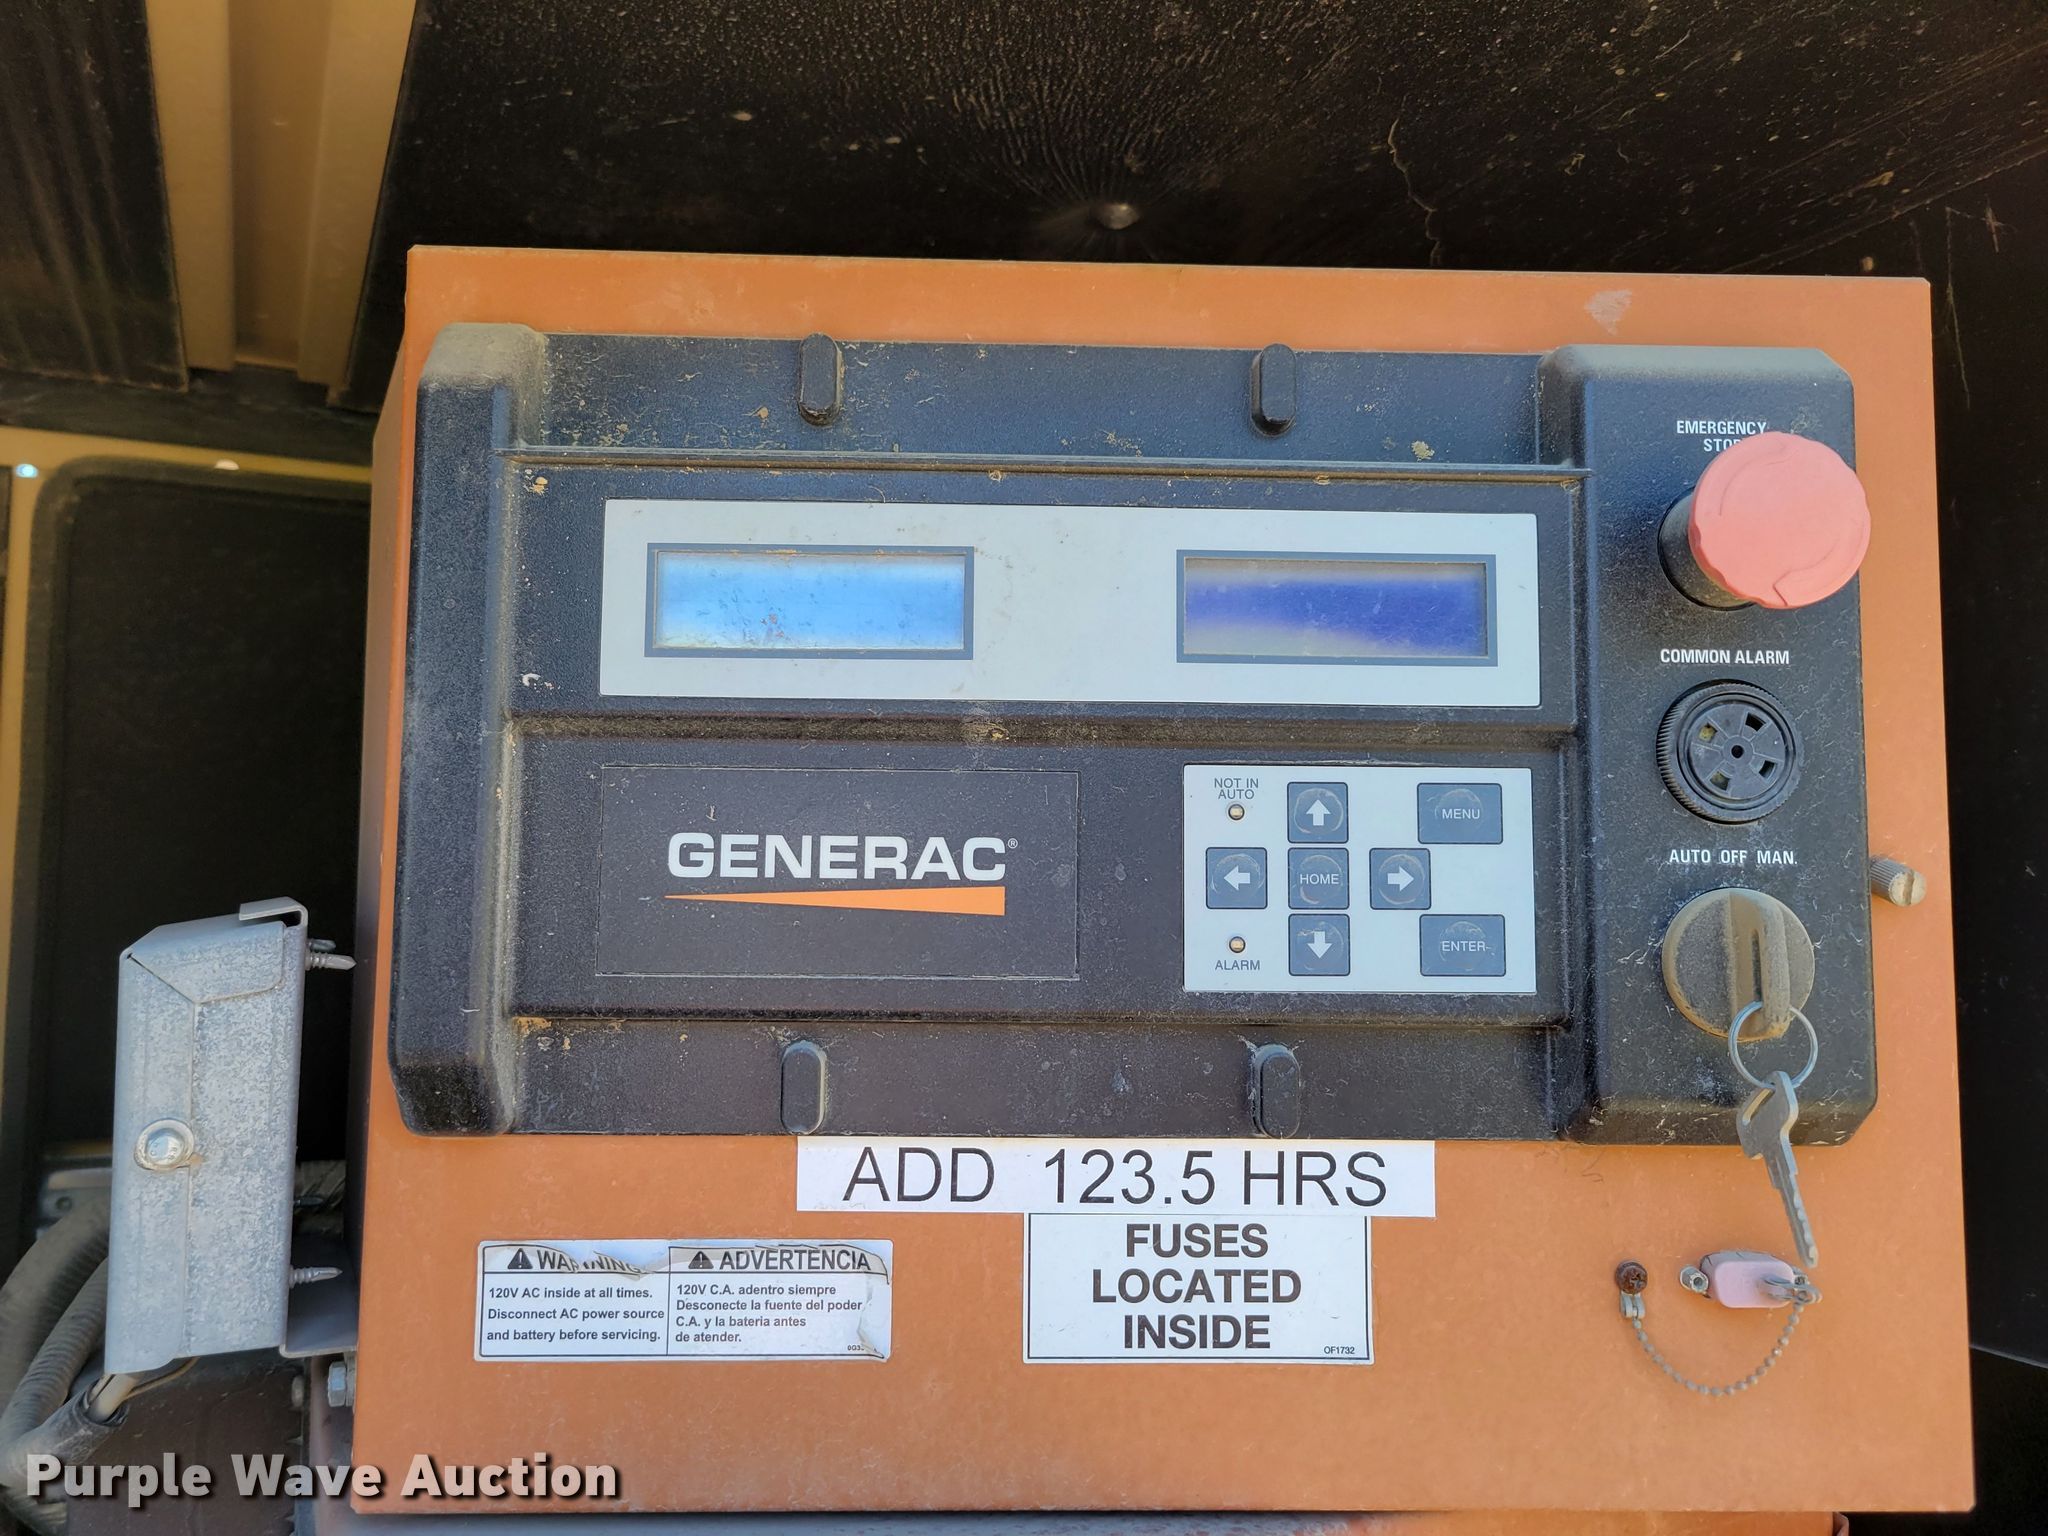 EMERGENCY
STOP
COMMON ALARM
AUTO OFF MAN.
GENERAC®
NOT IN
AUTO
MENU
HOME
ENTER
ALARM
ADD 123.5 HRS
FUSES
LOCATED
INSIDE
OF1732
WARNING
120V AC inside at all times.
Disconnect AC power source
and battery before servicing.
ADVERTENCIA
120V C.A. adentro siempre
Desconecte la fuente del poder
C.A. y la bateria antes
de atender.
Purple Wave Auction